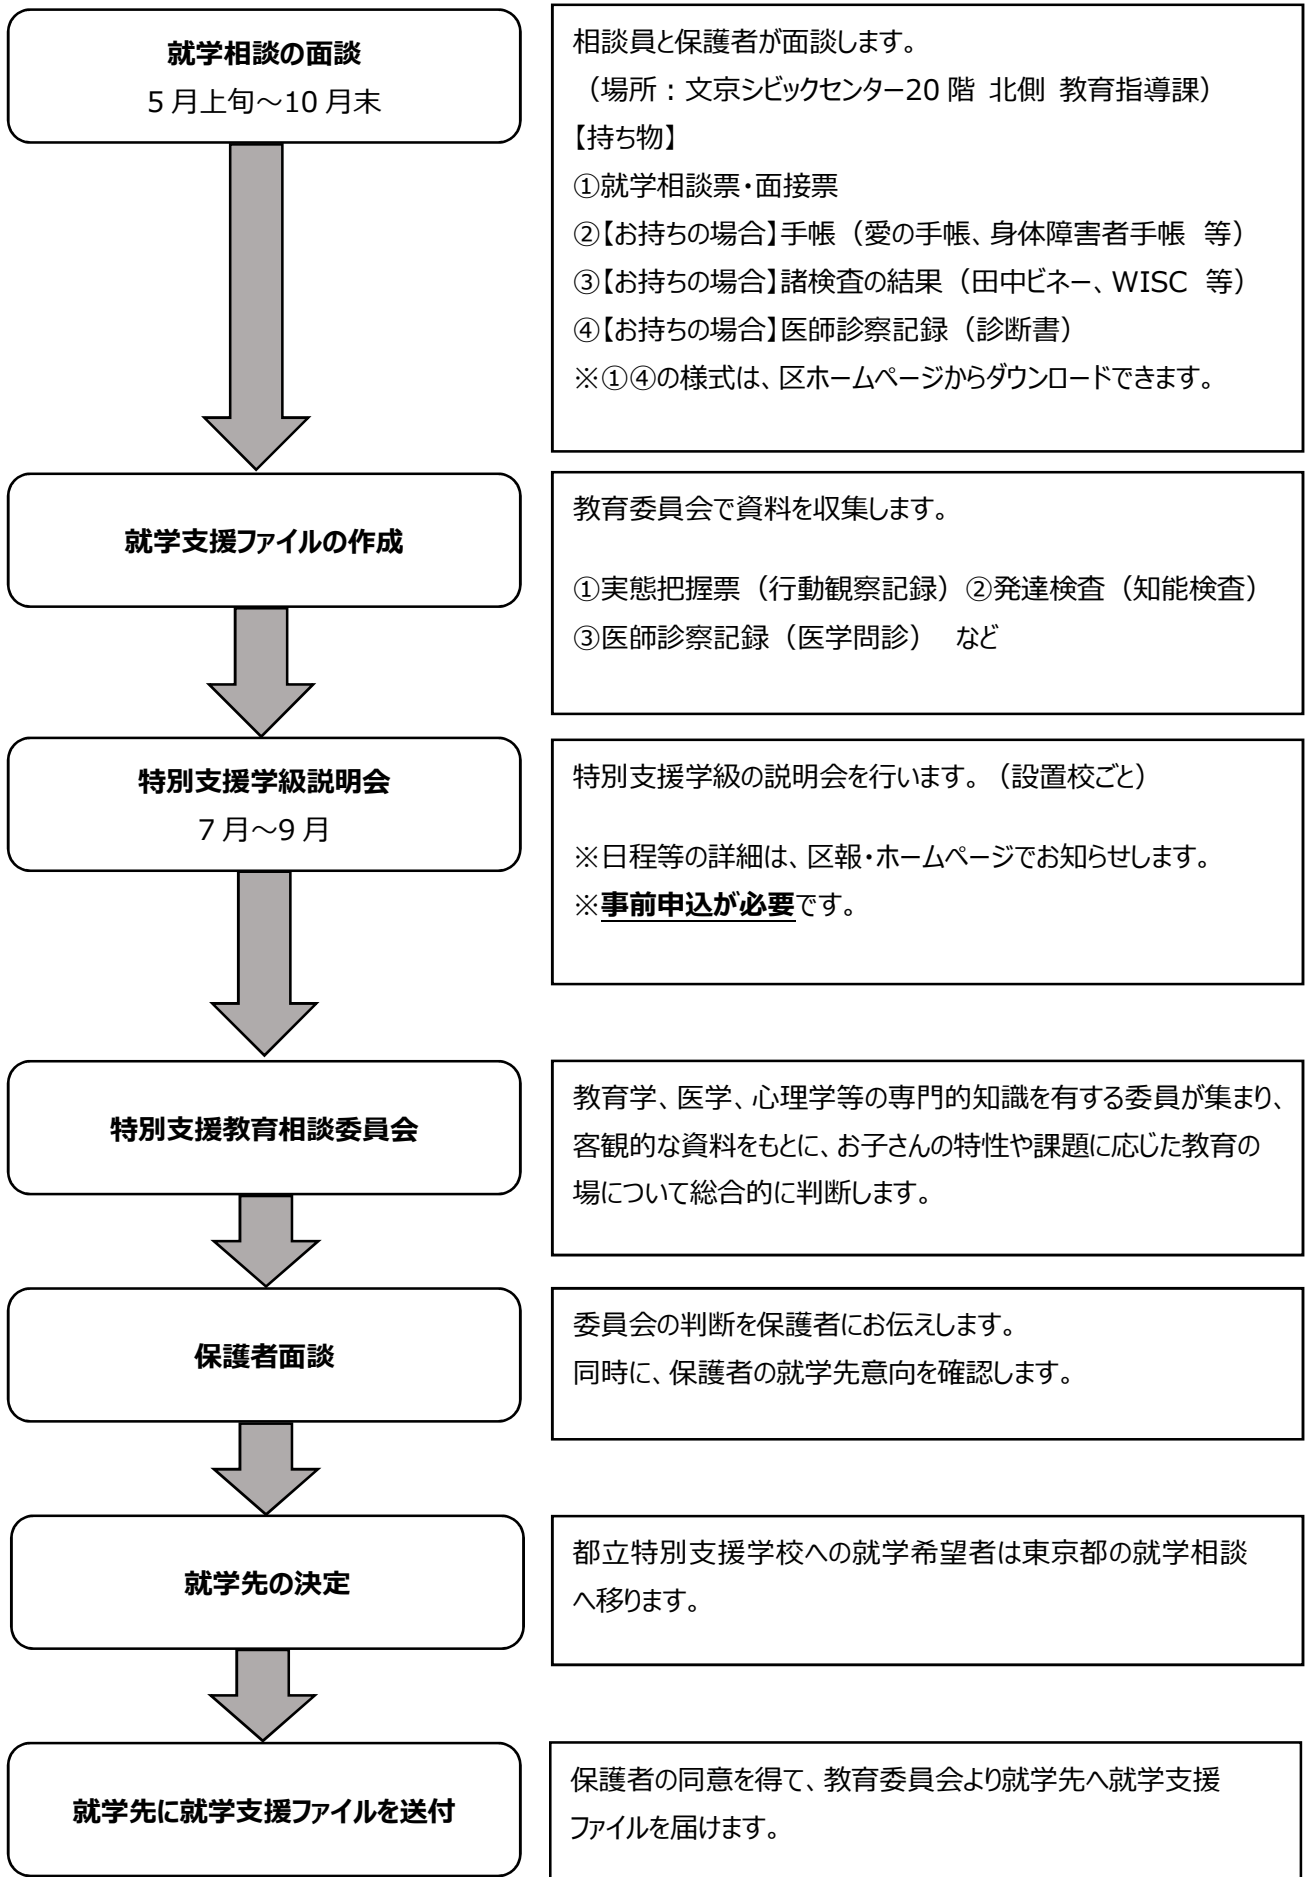 就学相談の面談
5月上旬～10月末
相談員と保護者が面談します。
（場所：文京シビックセンター20階 北側 教育指導課）
【持ち物】
①就学相談票・面接票
②【お持ちの場合】手帳（愛の手帳、身体障害者手帳 等）
③【お持ちの場合】諸検査の結果（田中ビネー、WISC 等）
④【お持ちの場合】医師診察記録（診断書）
※①④の様式は、区ホームページからダウンロードできます。
就学支援ファイルの作成
教育委員会で資料を収集します。
①実態把握票（行動観察記録）②発達検査（知能検査）
③医師診察記録（医学問診） など
特別支援学級説明会
7月～9月
特別支援学級の説明会を行います。（設置校ごと）
※日程等の詳細は、区報・ホームページでお知らせします。
※事前申込が必要です。
特別支援教育相談委員会
教育学、医学、心理学等の専門的知識を有する委員が集まり、
客観的な資料をもとに、お子さんの特性や課題に応じた教育の
場について総合的に判断します。
保護者面談
委員会の判断を保護者にお伝えします。
同時に、保護者の就学先意向を確認します。
就学先の決定
都立特別支援学校への就学希望者は東京都の就学相談
へ移ります。
就学先に就学支援ファイルを送付
保護者の同意を得て、教育委員会より就学先へ就学支援
ファイルを届けます。